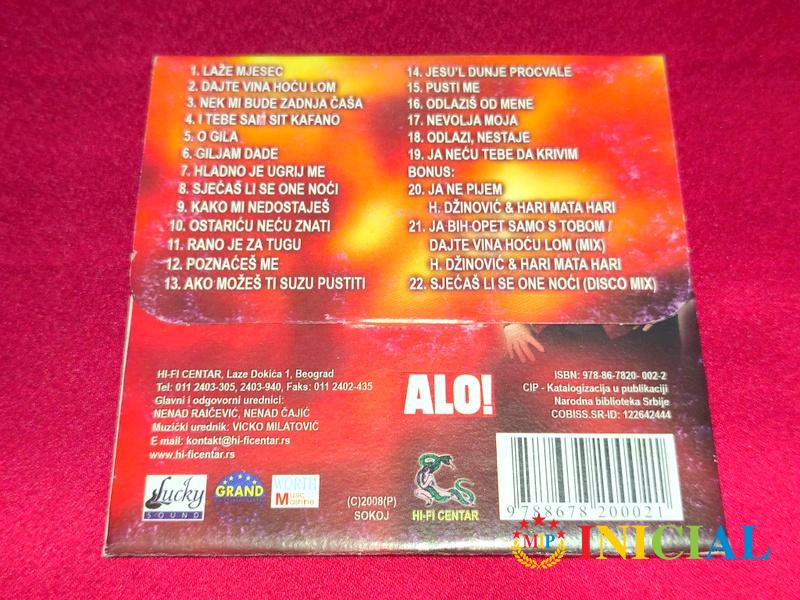 1. LAŽE MJESEC
2. DAJTE VINA HOĆU LOM
3. NEK MI BUDE ZADNJA ČAŠA
4. I TEBE SAM SIT KAFANO
5. O GILA
6. GILJAM DADE
7. HLADNO JE UGRIJ ME
8. SJEĆAŠ LI SE ONE NOĆI
9. KAKO MI NEDOSTAJEŠ
10. OSTARIĆU NEĆU ZNATI
11. RANO JE ZA TUGU
12. POZNAĆEŠ ME
13. AKO MOŽEŠ TI SUZU PUSTITI
14. JESU'L DUNJE PROCVALE
15. PUSTI ME
16. ODLAZIŠ OD MENE
17. NEVOLJA MOJA
18. ODLAZI, NESTAJE
19. JA NEĆU TEBE DA KRIVIM
BONUS:
20. JA NE PIJEM
H. DŽINOVIĆ & HARI MATA HARI
21. JA BIH OPET SAMO S TOBOM /
DAJTE VINA HOĆU LOM (MIX)
H. DŽINOVIĆ & HARI MATA HARI
22. SJEĆAŠ LI SE ONE NOĆI (DISCO MIX)
HI-FI CENTAR, Laze Dokića 1, Beograd
Tel: 011 2403-305, 2403-940, Faks: 011 2402-435
Glavni i odgovorni urednici:
NENAD RAIČEVIĆ, NENAD ČAJIĆ
Muzički urednik: VICKO MILATOVIĆ
E mail: kontakt@hi-ficentar.rs
www.hi-ficentar.rs
ALO!
ISBN: 978-86-7820- 002-2
CIP - Katalogizacija u publikaciji
Narodna biblioteka Srbije
COBISS.SR-ID: 122642444
Lucky
SOUND
GRAND
WORTH
Music
Machine
(C)2008(P)
SOKOJ
HI-FI CENTAR
9 788678 200021
MIP
INICIAL